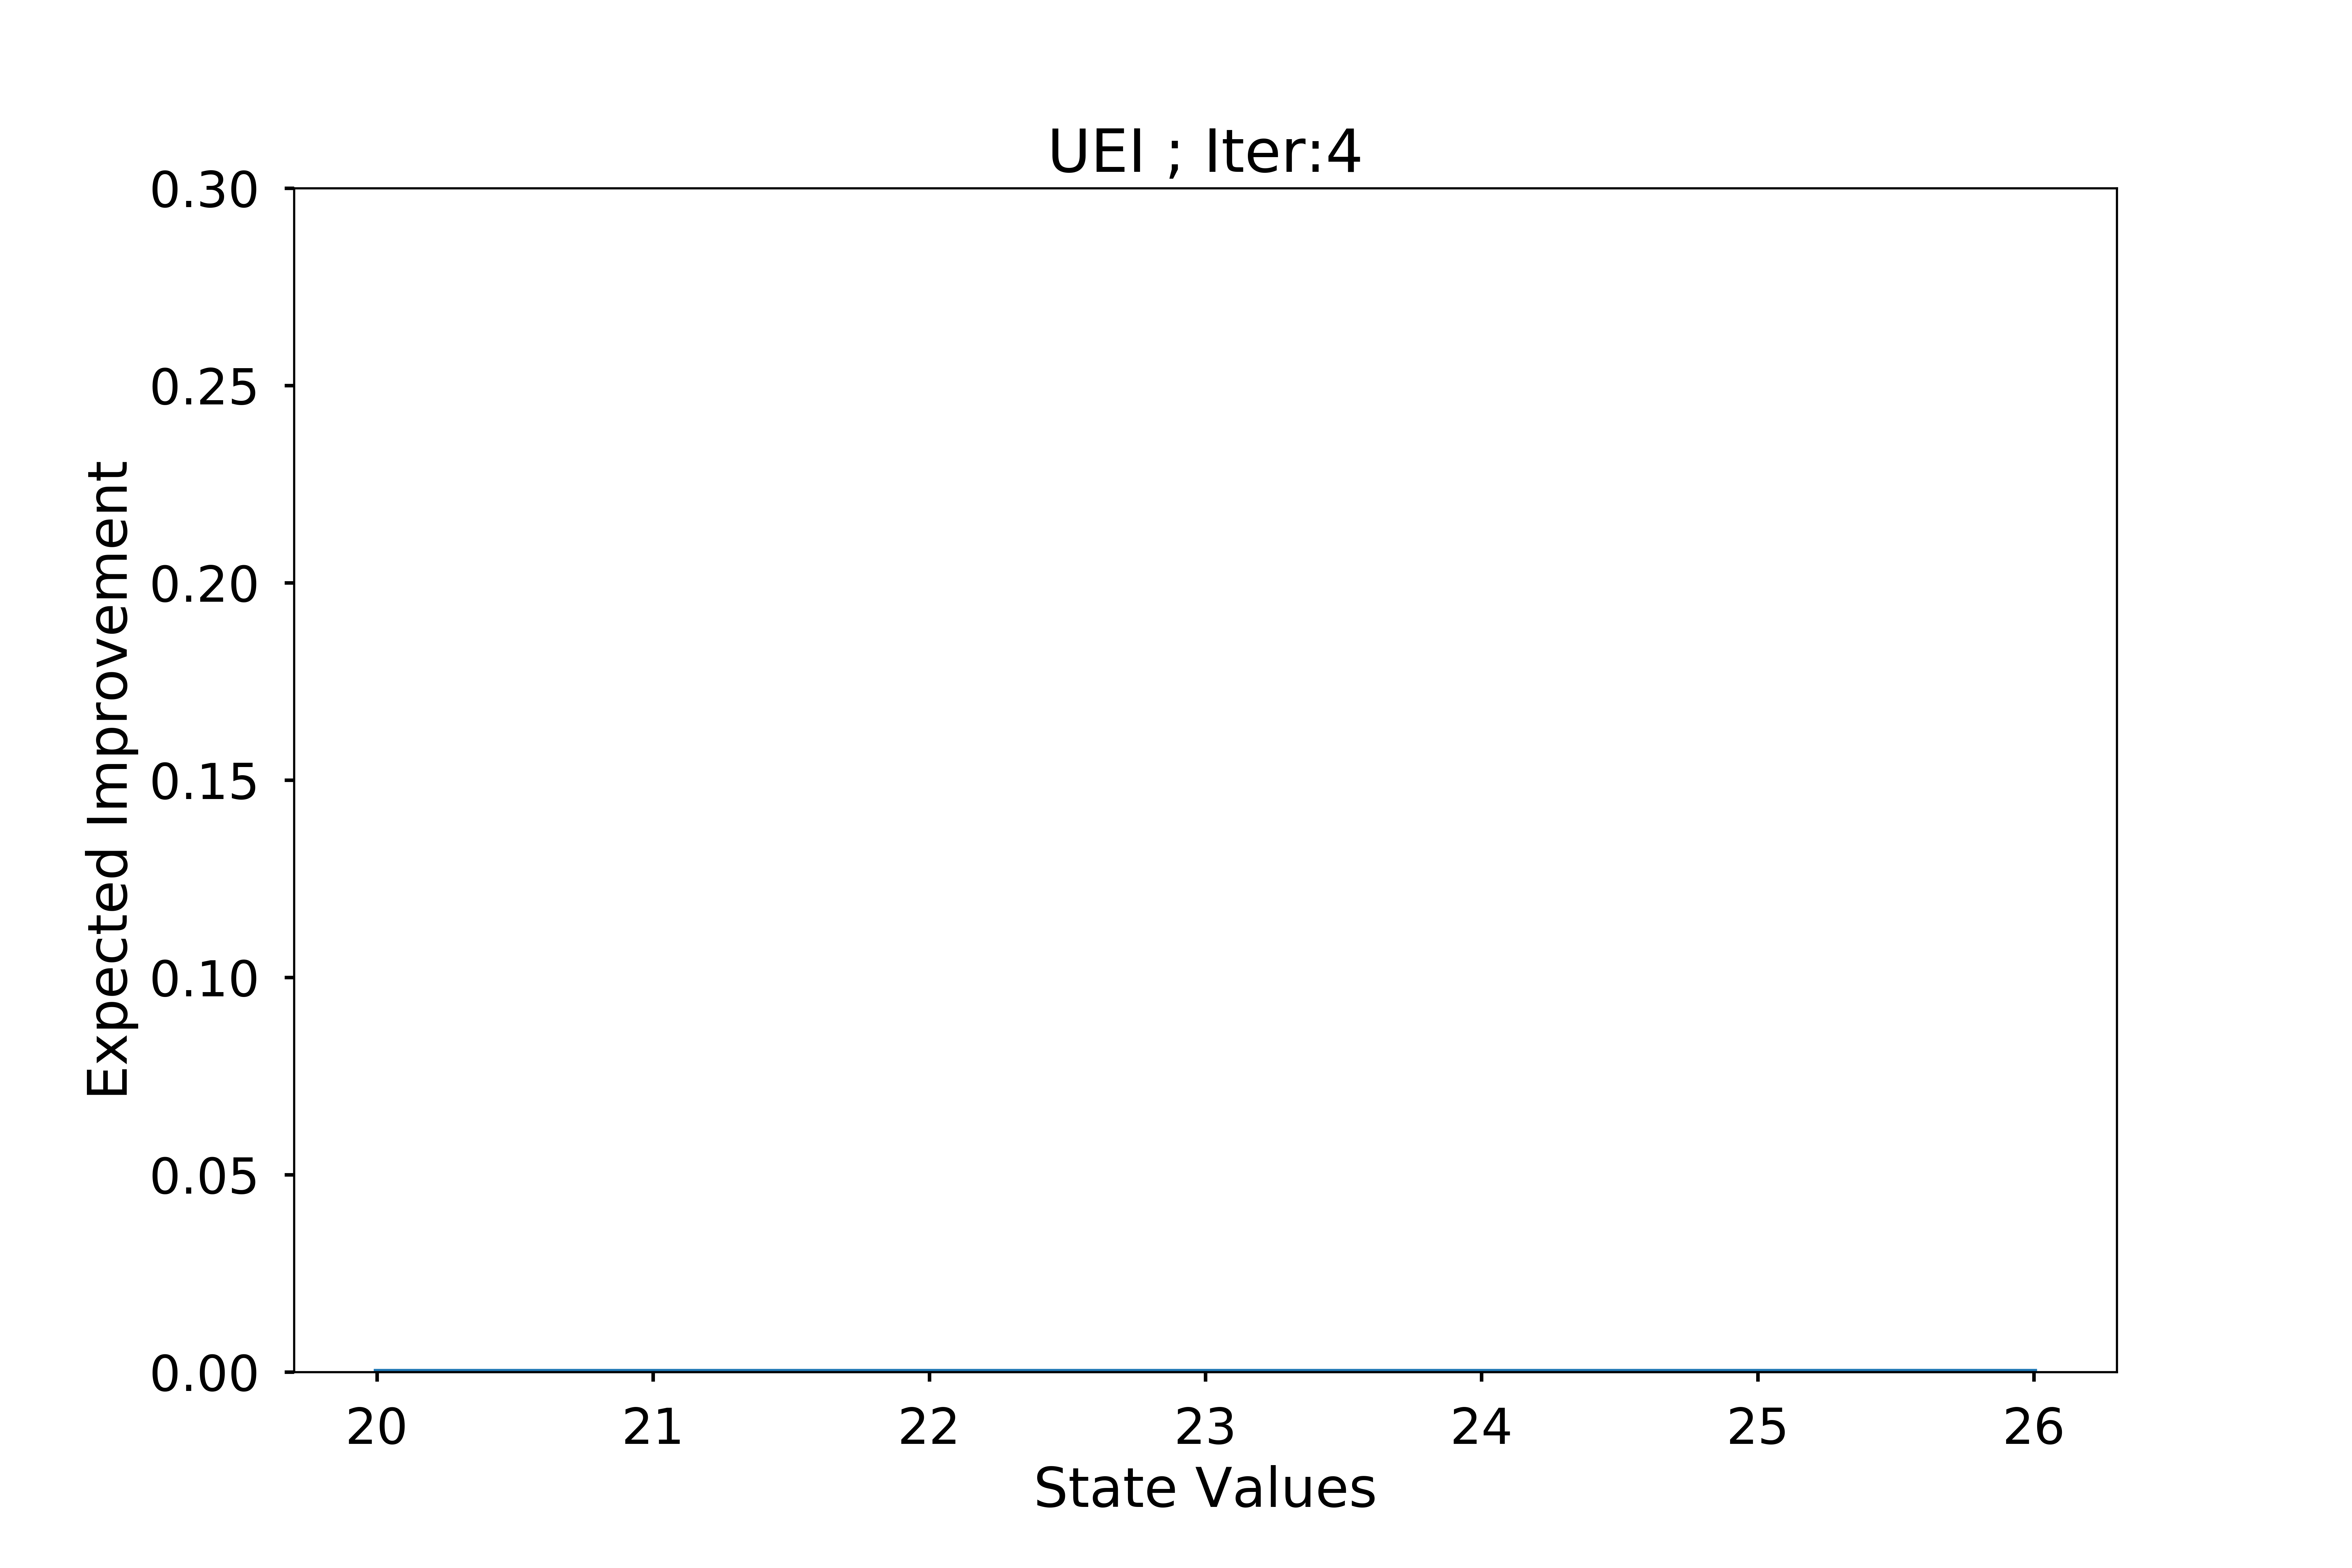 UEI ; Iter:4
0.30
0.25
0.20
0.15
0.10
0.05
0.00
Expected Improvement
20 21 22 23 24 25 26
State Values